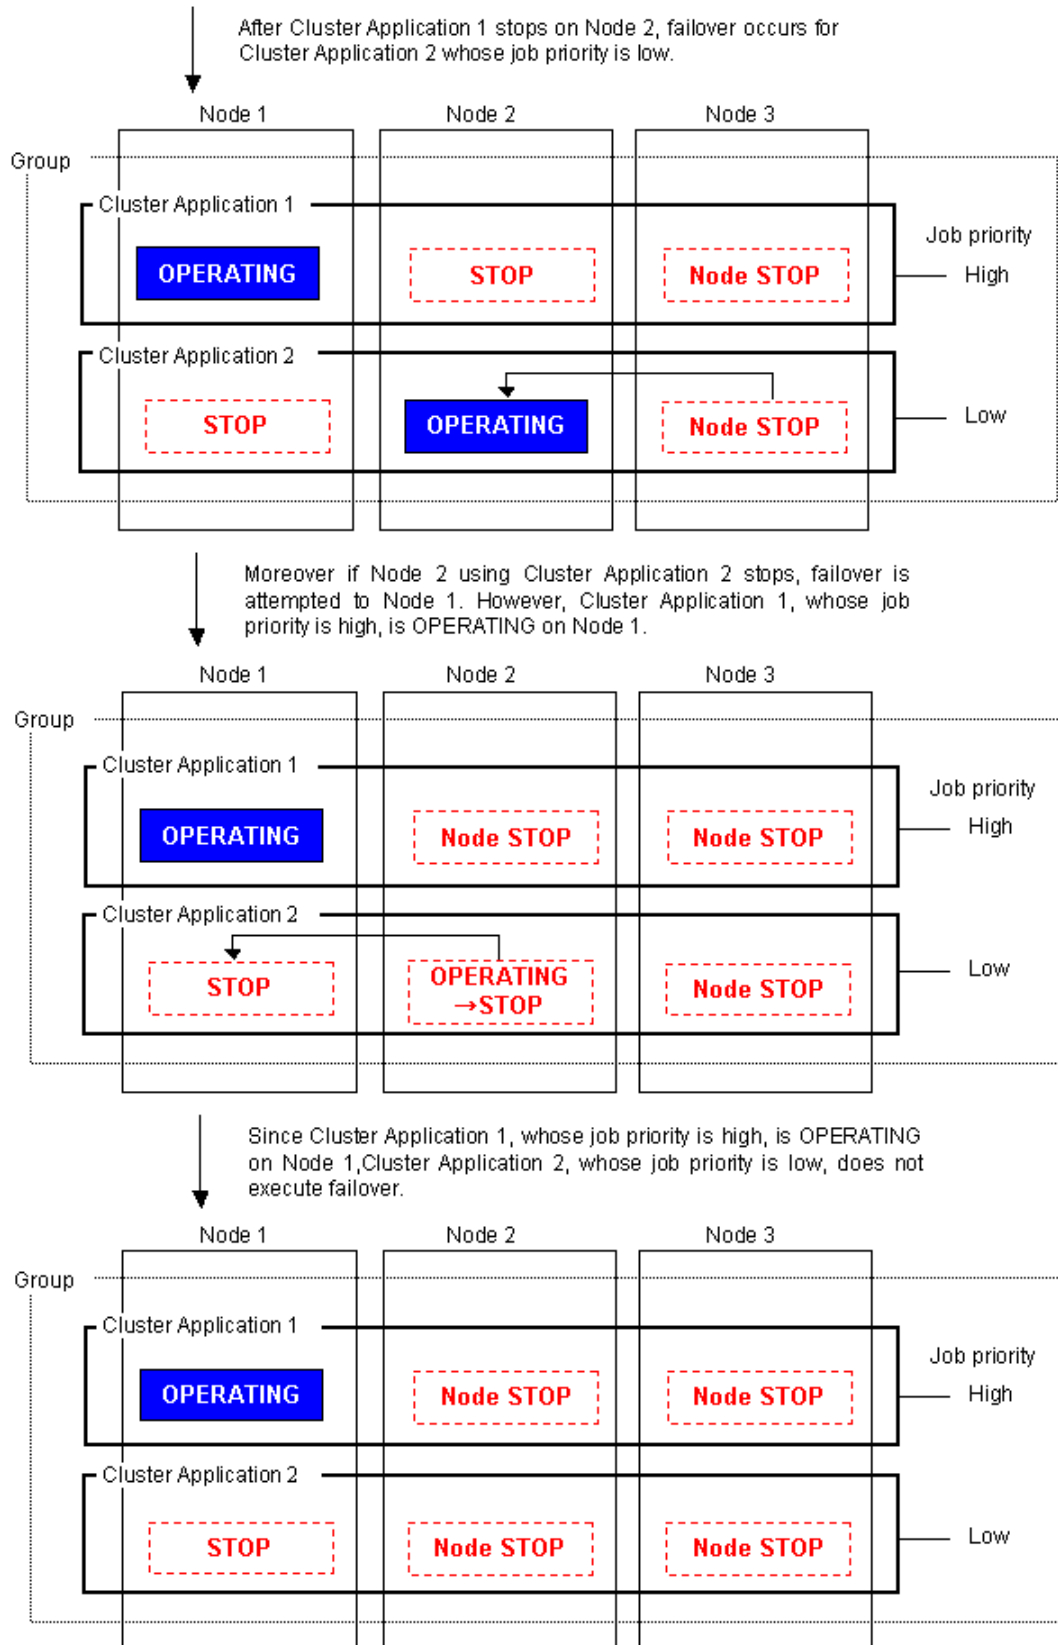 After Cluster Application 1 stops on Node 2, failover occurs for
Cluster Application 2 whose job priority is low.
Node 1
Node 2
Node 3
Group
Cluster Application 1
Job priority
OPERATING
STOP
Node STOP
High
Cluster Application 2
STOP
OPERATING
Node STOP
Low
Moreover if Node 2 using Cluster Application 2 stops, failover is
attempted to Node 1. However, Cluster Application 1, whose job
priority is high, is OPERATING on Node 1.
Node 1
Node 2
Node 3
Group
Cluster Application 1
Job priority
OPERATING
Node STOP
Node STOP
High
Cluster Application 2
STOP
OPERATING
→STOP
Node STOP
Low
Since Cluster Application 1, whose job priority is high, is OPERATING
on Node 1,Cluster Application 2, whose job priority is low, does not
execute failover.
Node 1
Node 2
Node 3
Group
Cluster Application 1
Job priority
OPERATING
Node STOP
Node STOP
High
Cluster Application 2
STOP
Node STOP
Node STOP
Low